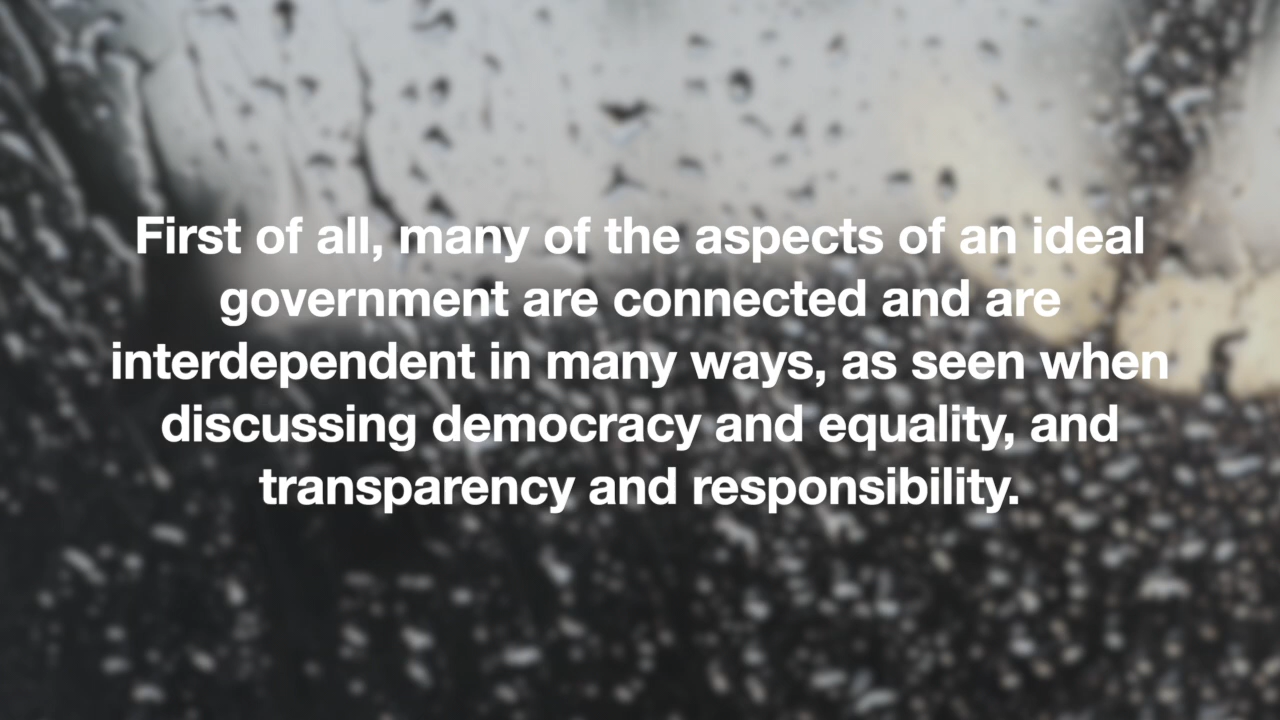 First of all, many of the aspects of an ideal
government are connected and are
interdependent in many ways, as seen when
discussing democracy and equality, and
transparency and responsibility.